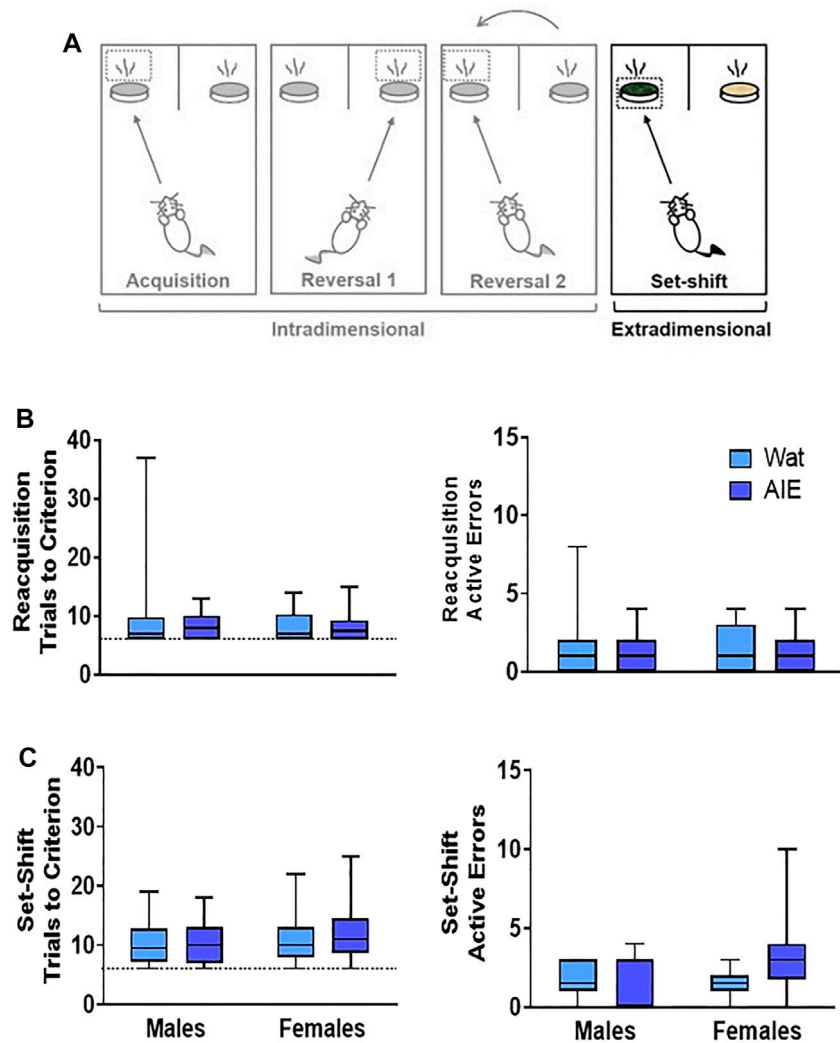 A
Acquisition
Reversal 1
Reversal 2
Set-shift
Intradimensional
Extradimensional
B
Reacquisition
Trials to Criterion
40
30
20
10
0
Reacquisition
Active Errors
15
10
5
0
Wat
AIE
C
Set-Shift
Trials to Criterion
40
30
20
10
0
Males
Females
Set-Shift
Active Errors
15
10
5
0
Males
Females